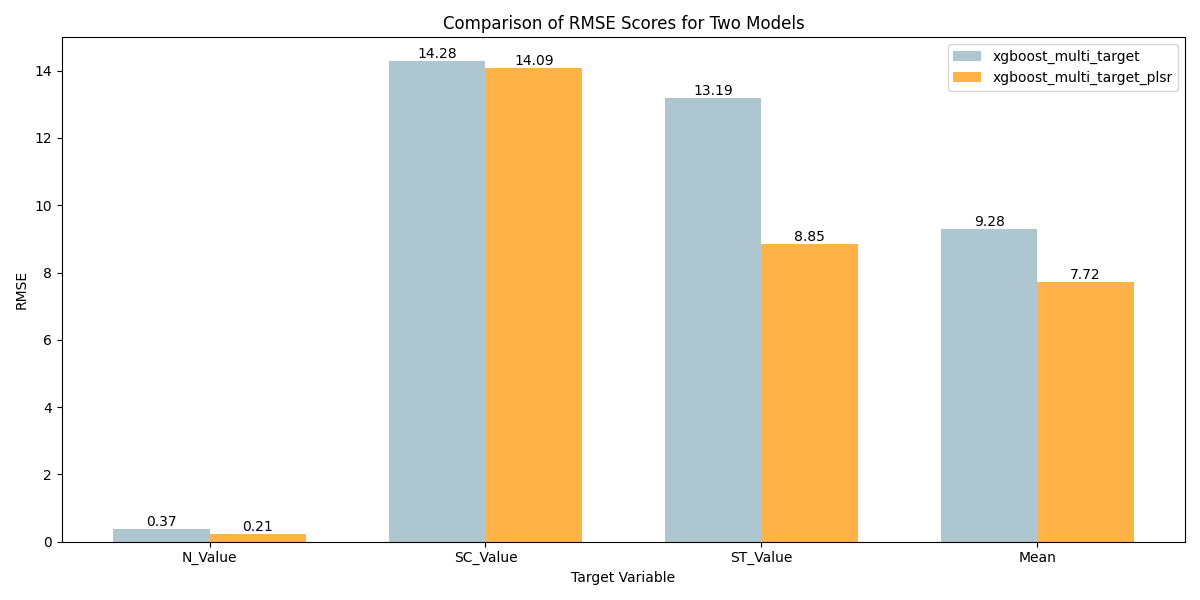 Comparison of RMSE Scores for Two Models
xgboost_multi_target
xgboost_multi_target_plsr
14
12
10
8
6
4
2
0
RMSE
0.37
0.21
14.28
14.09
13.19
8.85
9.28
7.72
N_Value
SC_Value
ST_Value
Mean
Target Variable